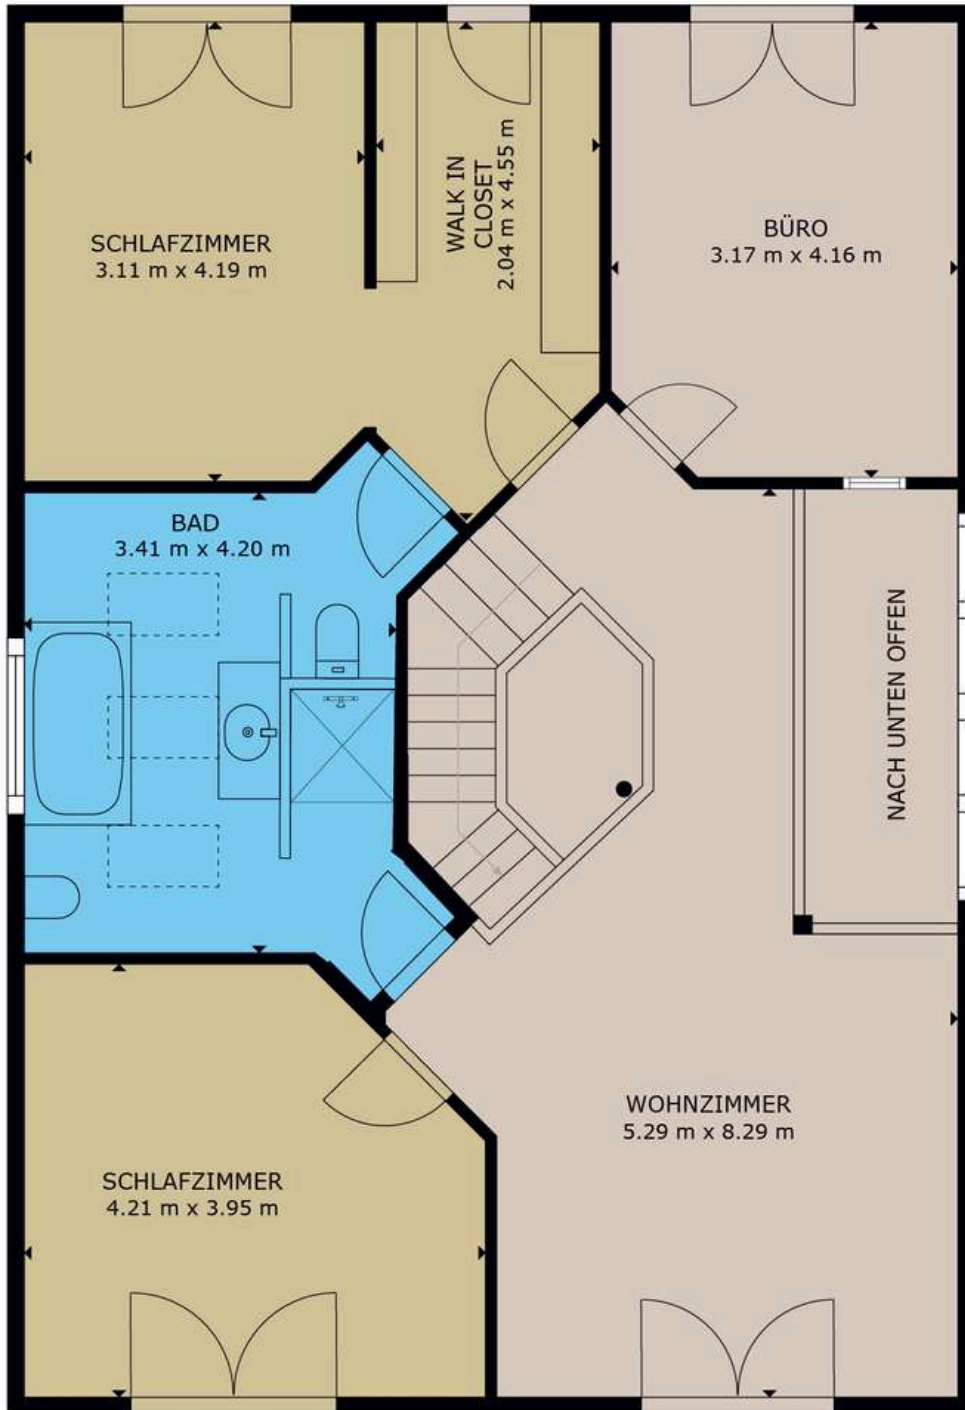 SCHLAFZIMMER
3.11 m x 4.19 m
WALK IN
CLOSET
2.04 m x 4.55 m
BÜRO
3.17 m x 4.16 m
BAD
3.41 m x 4.20 m
NACH UNTEN OFFEN
WOHNZIMMER
5.29 m x 8.29 m
SCHLAFZIMMER
4.21 m x 3.95 m